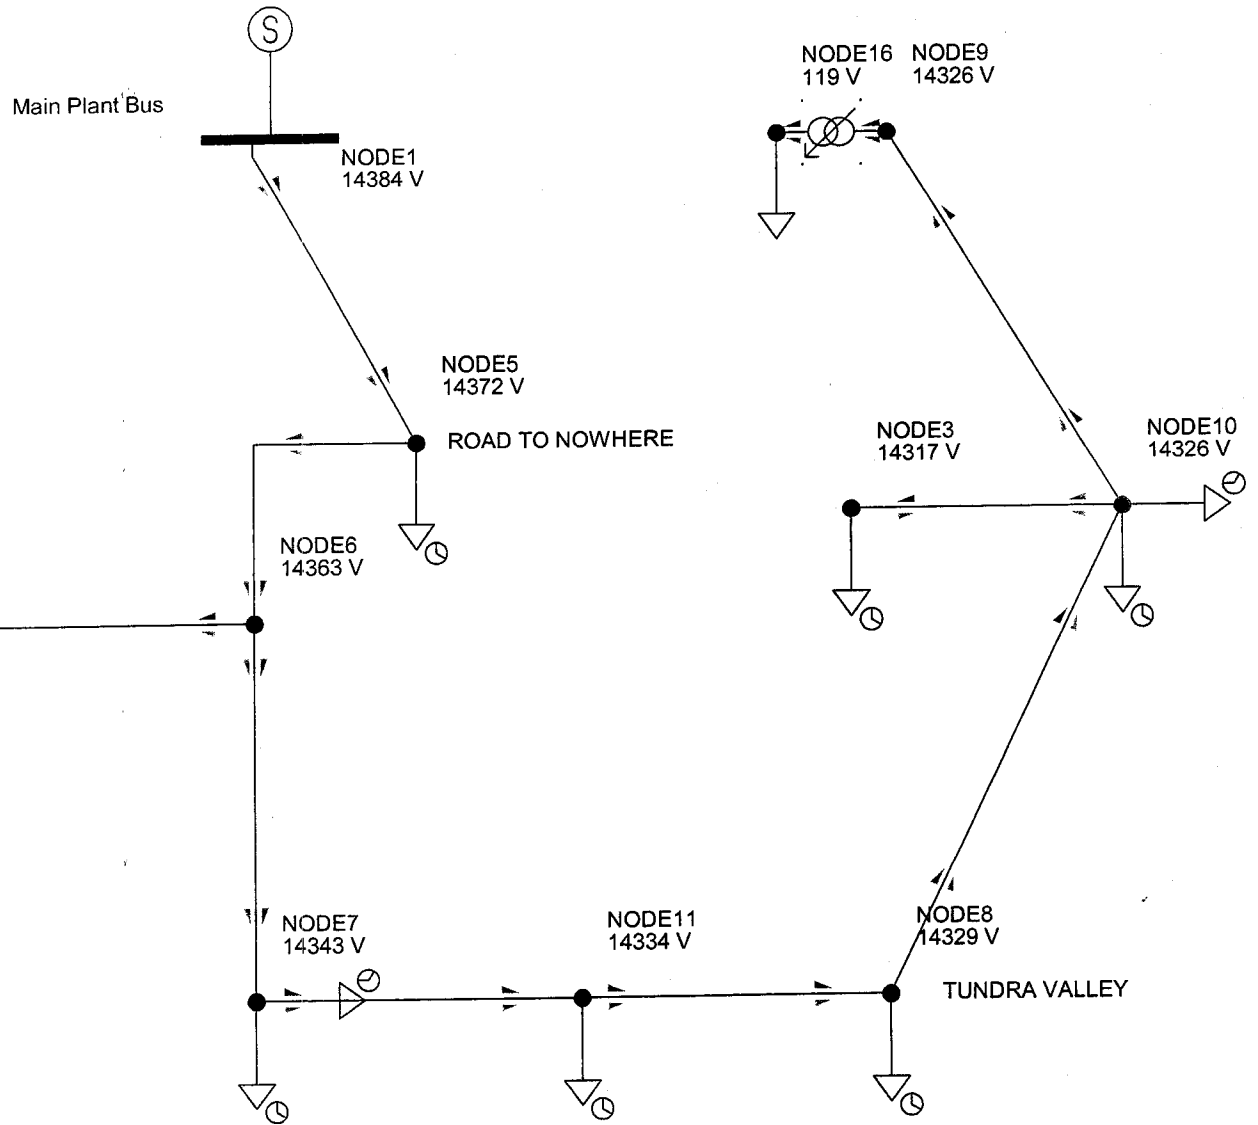 S
NODE16
119 V
NODE9
14326 V
Main Plant Bus
NODE1
14384 V
NODE5
14372 V
ROAD TO NOWHERE
NODE3
14317 V
NODE10
14326 V
NODE6
14363 V
NODE7
14343 V
NODE11
14334 V
NODE8
14329 V
TUNDRA VALLEY